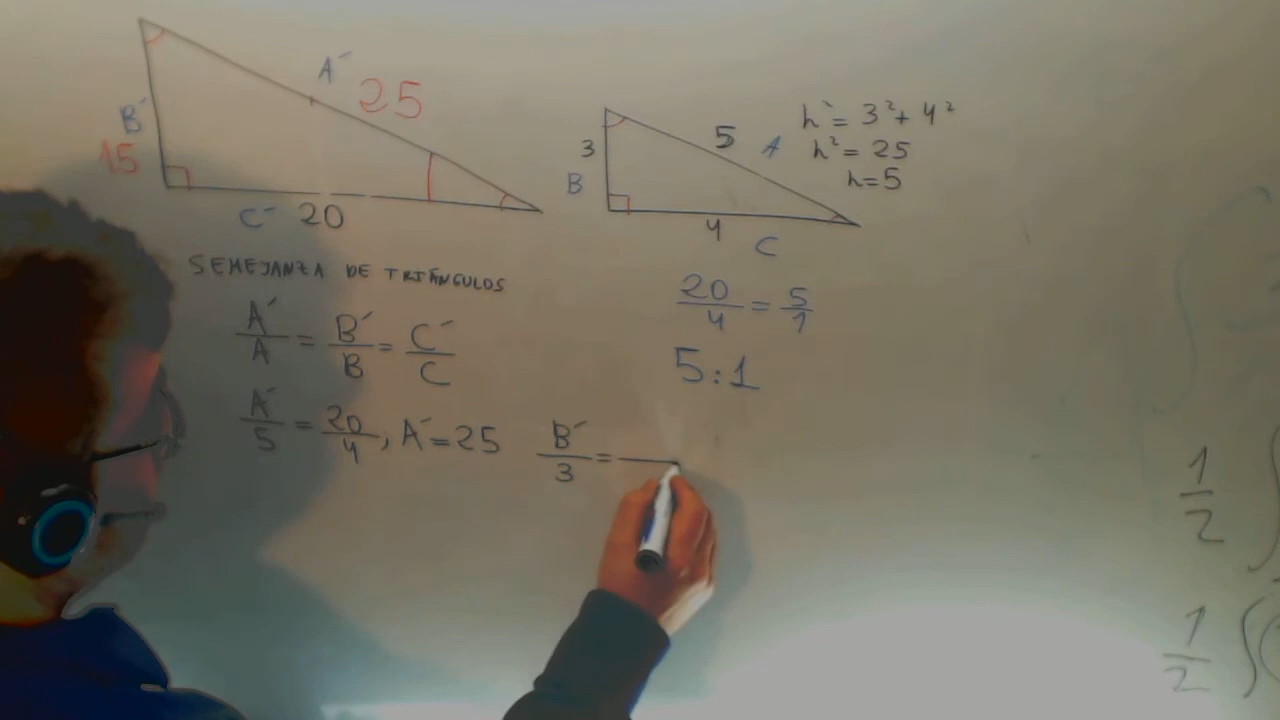 A´
25
B´
15
C´ 20
3
B
5 A
4
C
h² = 3² + 4²
h² = 25
h = 5
SEMEJANZA DE TRIÁNGULOS
A´/A = B´/B = C´/C
20/4 = 5/1
5:1
A´/5 = 20/4, A´= 25
B´/3 =
1/2 ∫
1/2 ∫(